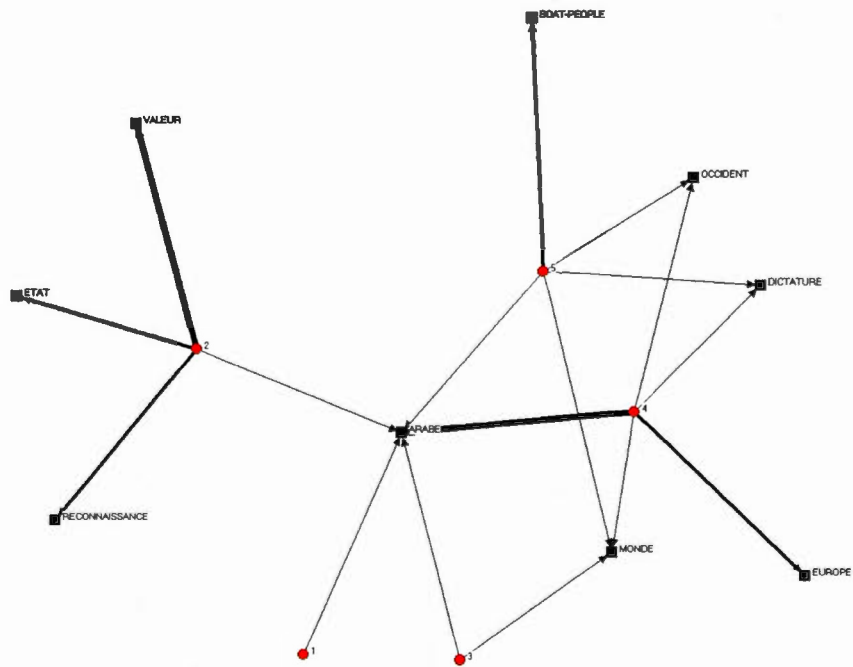 BOAT-PEOPLE
VALEUR
OCCIDENT
5
DICTATURE
ETAT
2
4
ARABE
RECONNAISSANCE
MONDE
EUROPE
1
3